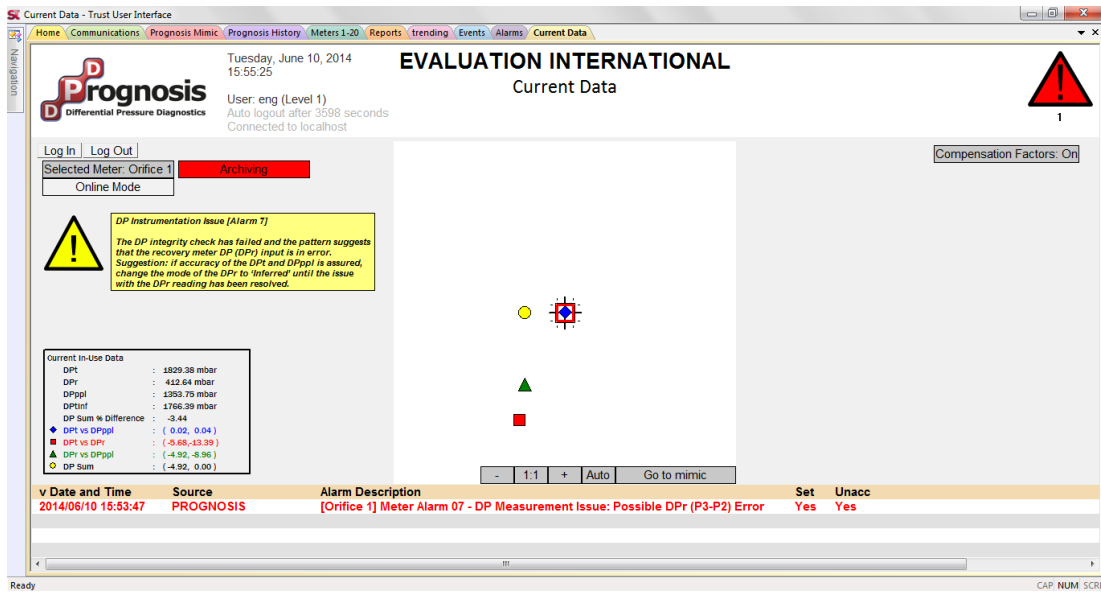 Current Data - Trust User Interface
Home Communications Prognosis Mimic Prognosis History Meters 1-20 Reports trending Events Alarms Current Data
Navigation
D Prognosis D
Differential Pressure Diagnostics
Tuesday, June 10, 2014
15:55:25
User: eng (Level 1)
Auto logout after 3598 seconds
Connected to localhost
EVALUATION INTERNATIONAL
Current Data
1
Log In Log Out
Selected Meter: Orifice 1 Archiving
Online Mode
Compensation Factors: On
DP Instrumentation Issue [Alarm 7]
The DP integrity check has failed and the pattern suggests
that the recovery meter DP (DPr) input is in error.
Suggestion: if accuracy of the DPt and DPppl is assured,
change the mode of the DPr to 'Inferred' until the issue
with the DPr reading has been resolved.
Current In-Use Data
DPt : 1829.38 mbar
DPr : 412.64 mbar
DPppl : 1353.75 mbar
DPtinf : 1766.39 mbar
DP Sum % Difference : -3.44
DPt vs DPppl : ( 0.02, 0.04 )
DPt vs DPr : (-5.68,-13.39 )
DPr vs DPppl : (-4.92, -8.96 )
DP Sum : (-4.92, 0.00 )
- 1:1 + Auto Go to mimic
v Date and Time Source Alarm Description Set Unacc
2014/06/10 15:53:47 PROGNOSIS [Orifice 1] Meter Alarm 07 - DP Measurement Issue: Possible DPr (P3-P2) Error Yes Yes
Ready CAP NUM SCRL